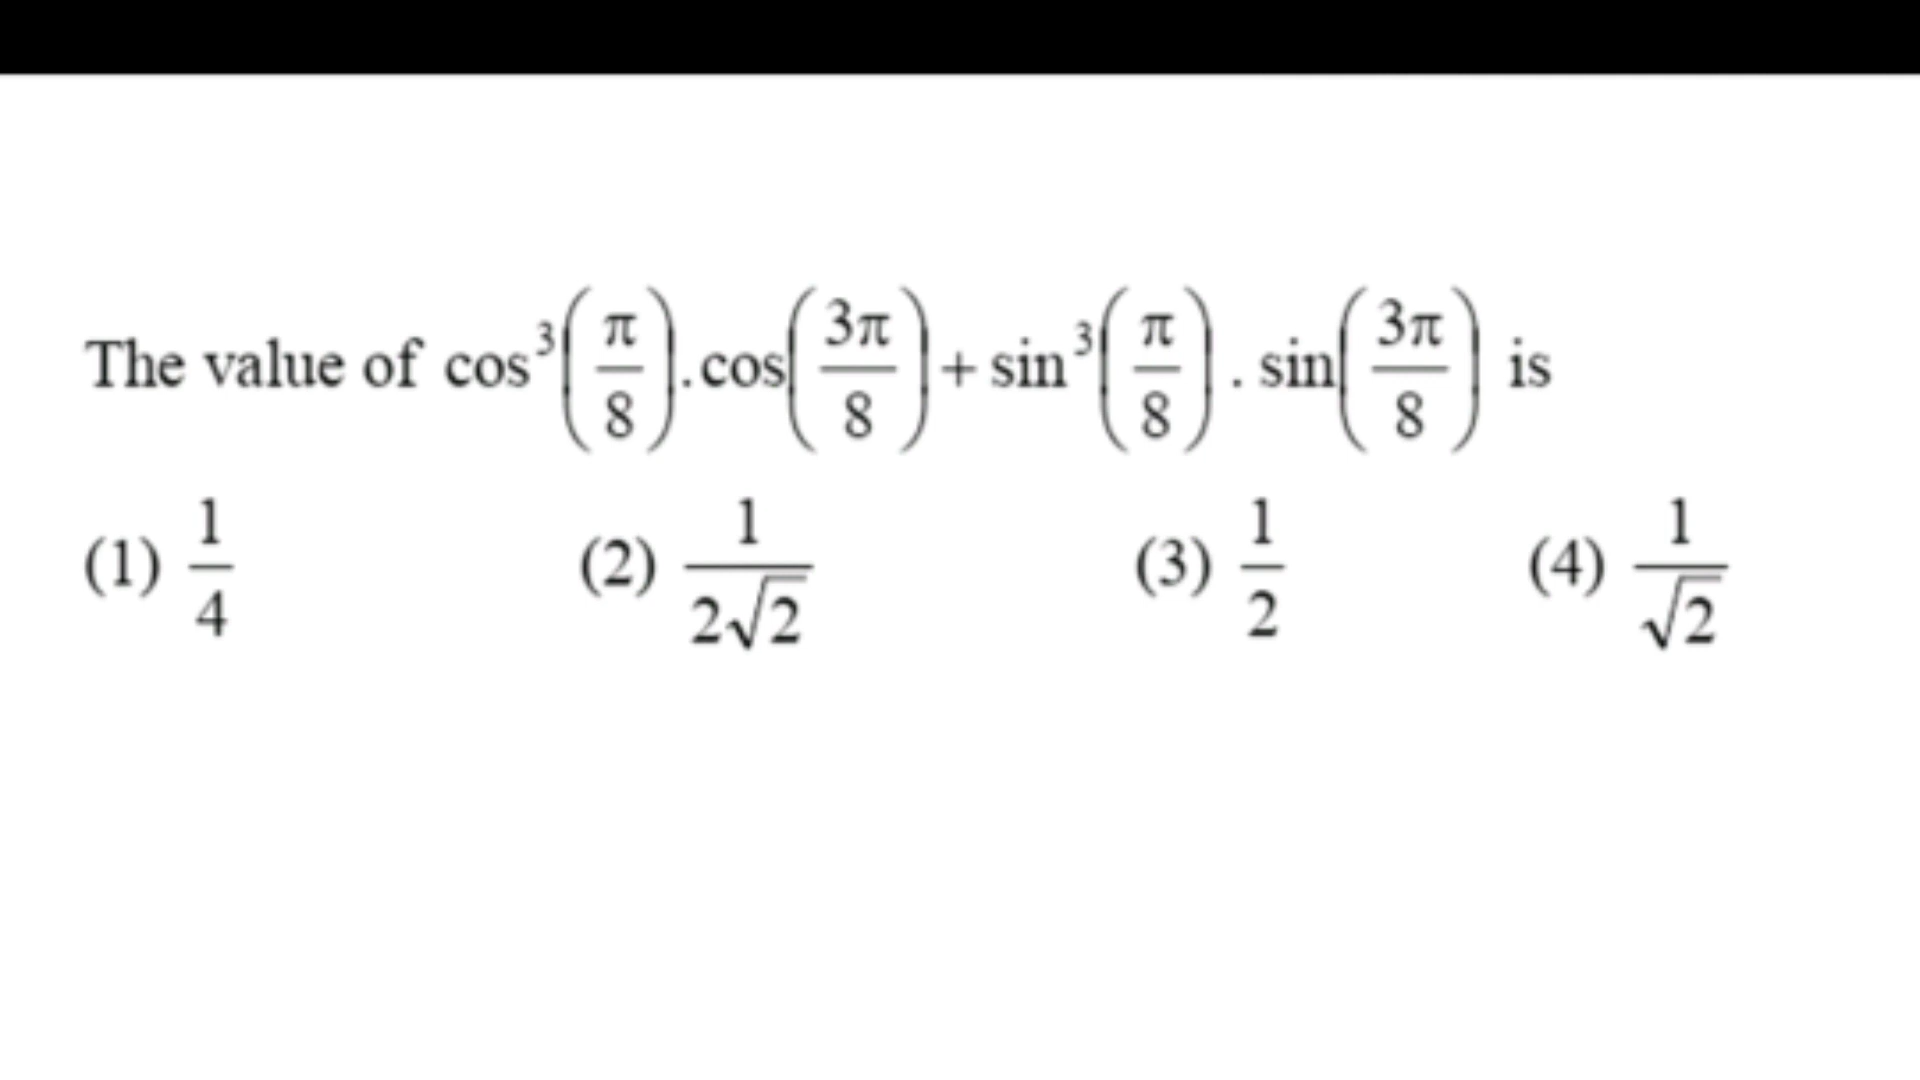 The value of cos³(π/8).cos(3π/8)+sin³(π/8).sin(3π/8) is
(1) 1/4 (2) 1/2√2 (3) 1/2 (4) 1/√2